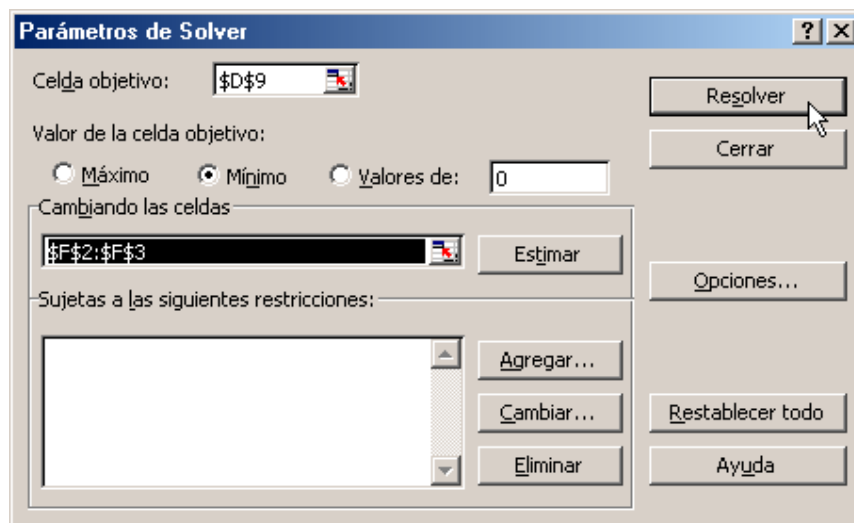 Parámetros de Solver
Celda objetivo: $D$9
Resolver
Valor de la celda objetivo:
Cerrar
Máximo Mínimo Valores de: 0
Cambiando las celdas
$F$2:$F$3 Estimar
Opciones...
Sujetas a las siguientes restricciones:
Agregar...
Cambiar... Restablecer todo
Eliminar Ayuda